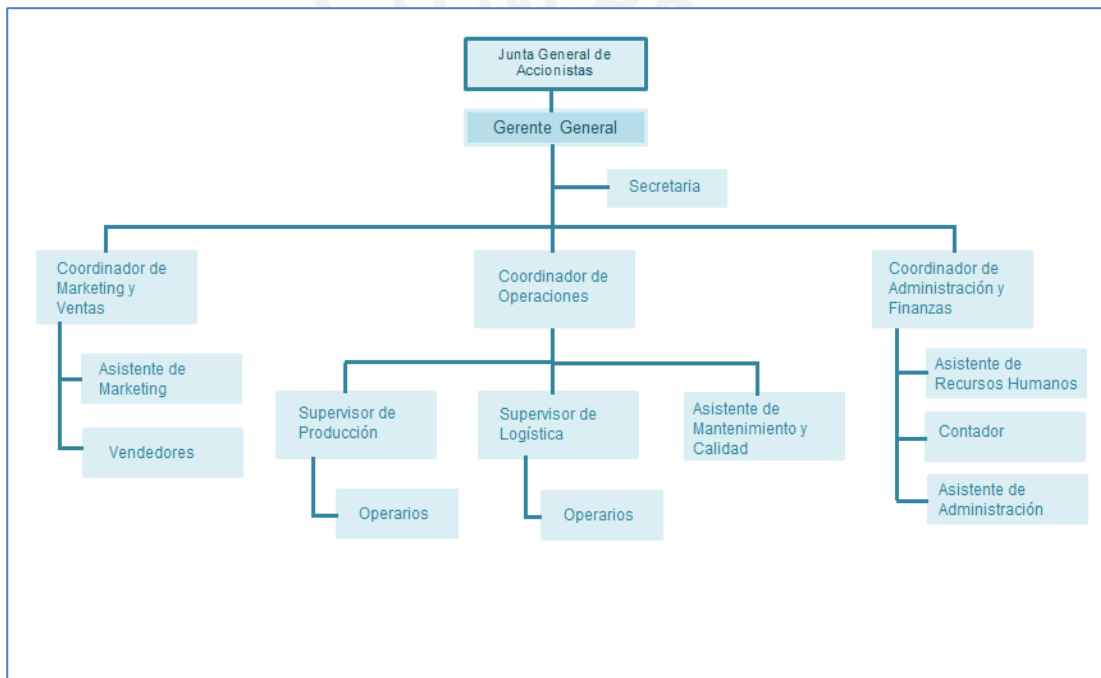 Junta General de
Accionistas
Gerente General
Secretaria
Coordinador de
Marketing y
Ventas
Asistente de
Marketing
Vendedores
Coordinador de
Operaciones
Supervisor de
Producción
Operarios
Supervisor de
Logística
Operarios
Asistente de
Mantenimiento y
Calidad
Coordinador de
Administración y
Finanzas
Asistente de
Recursos Humanos
Contador
Asistente de
Administración